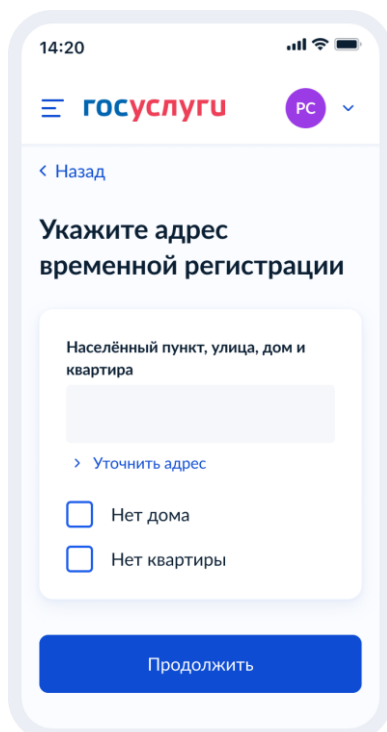 14:20
госуслуги
РС
Назад
Укажите адрес
временной регистрации
Населённый пункт, улица, дом и
квартира
Уточнить адрес
Нет дома
Нет квартиры
Продолжить